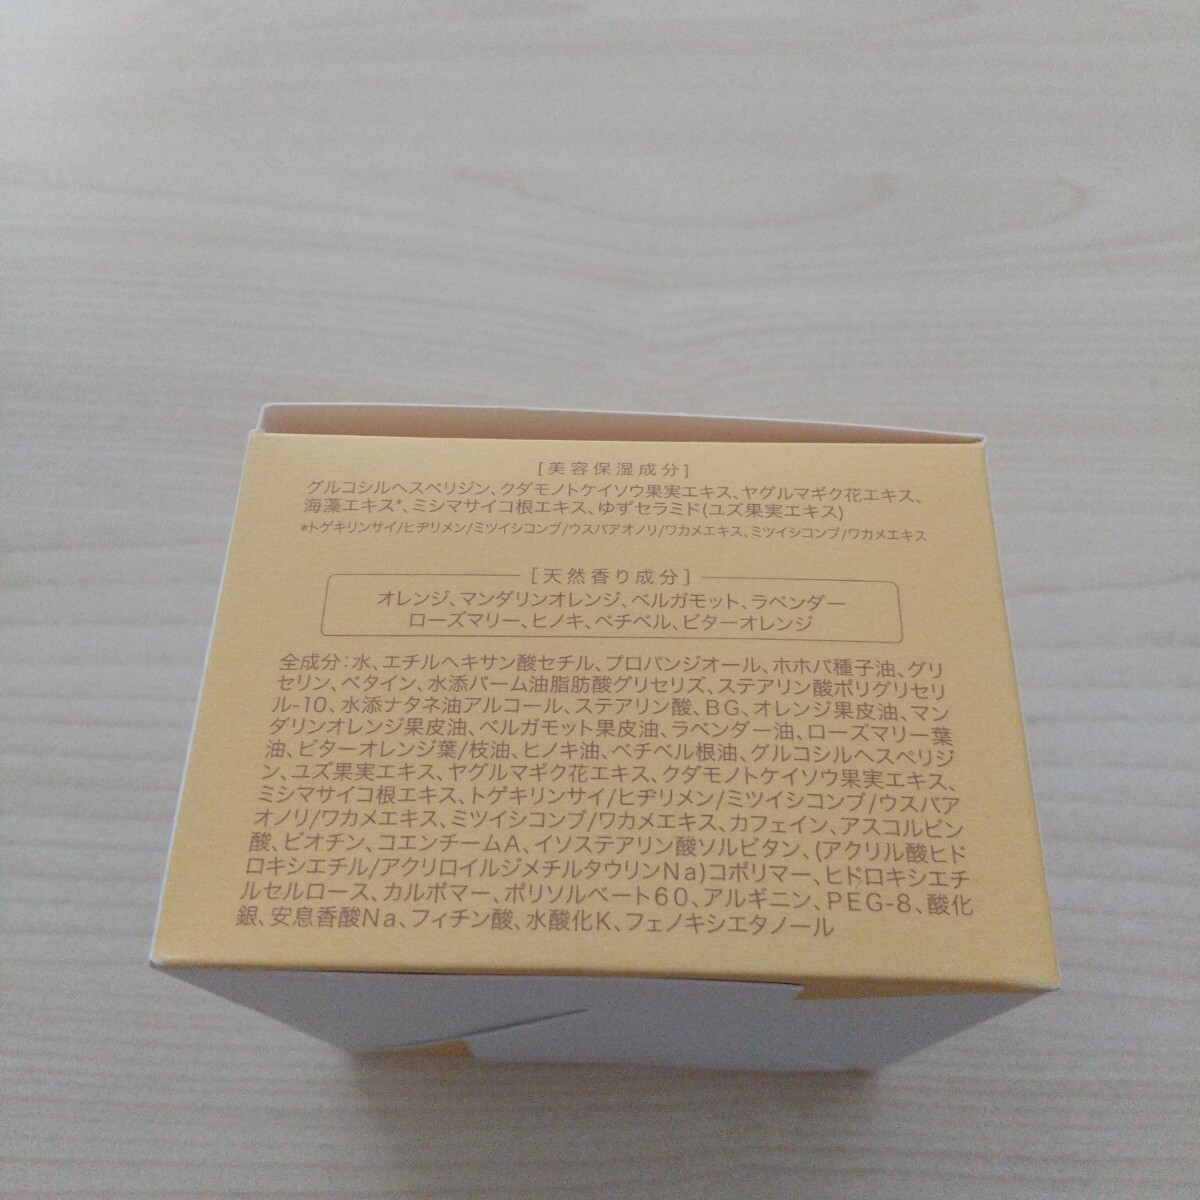 [美容保湿成分]
グルコシルヘスペリジン、クダモノトケイソウ果実エキス、ヤグルマギク花エキス、
海藻エキス*、ミシマサイコ根エキス、ゆずセラミド(ユズ果実エキス)
*トゲキリンサイ/ヒヂリメン/ミツイシコンブ/ウスバアオノリ/ワカメエキス、ミツイシコンブ/ワカメエキス
[天然香り成分]
オレンジ、マンダリンオレンジ、ベルガモット、ラベンダー
ローズマリー、ヒノキ、ベチベル、ビターオレンジ
全成分：水、エチルヘキサン酸セチル、プロパンジオール、ホホバ種子油、グリ
セリン、ベタイン、水添パーム油脂肪酸グリセリズ、ステアリン酸ポリグリセリ
ル-10、水添ナタネ油アルコール、ステアリン酸、BG、オレンジ果皮油、マン
ダリンオレンジ果皮油、ベルガモット果皮油、ラベンダー油、ローズマリー葉
油、ビターオレンジ葉/枝油、ヒノキ油、ベチベル根油、グルコシルヘスペリジ
ン、ユズ果実エキス、ヤグルマギク花エキス、クダモノトケイソウ果実エキス、
ミシマサイコ根エキス、トゲキリンサイ/ヒヂリメン/ミツイシコンブ/ウスバア
オノリ/ワカメエキス、ミツイシコンブ/ワカメエキス、カフェイン、アスコルビン
酸、ビオチン、コエンチームA、イソステアリン酸ソルビタン、(アクリル酸ヒド
ロキシエチル/アクリロイルジメチルタウリンNa)コポリマー、ヒドロキシエチ
ルセルロース、カルボマー、ポリソルベート60、アルギニン、PEG-8、酸化
銀、安息香酸Na、フィチン酸、水酸化K、フェノキシエタノール